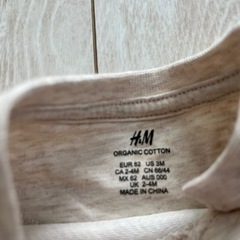 H&M
ORGANIC COTTON
EUR 62 US 3M
CA 2-4M CN 66/44
MX 62 AUS 000
UK 2-4M
MADE IN CHINA